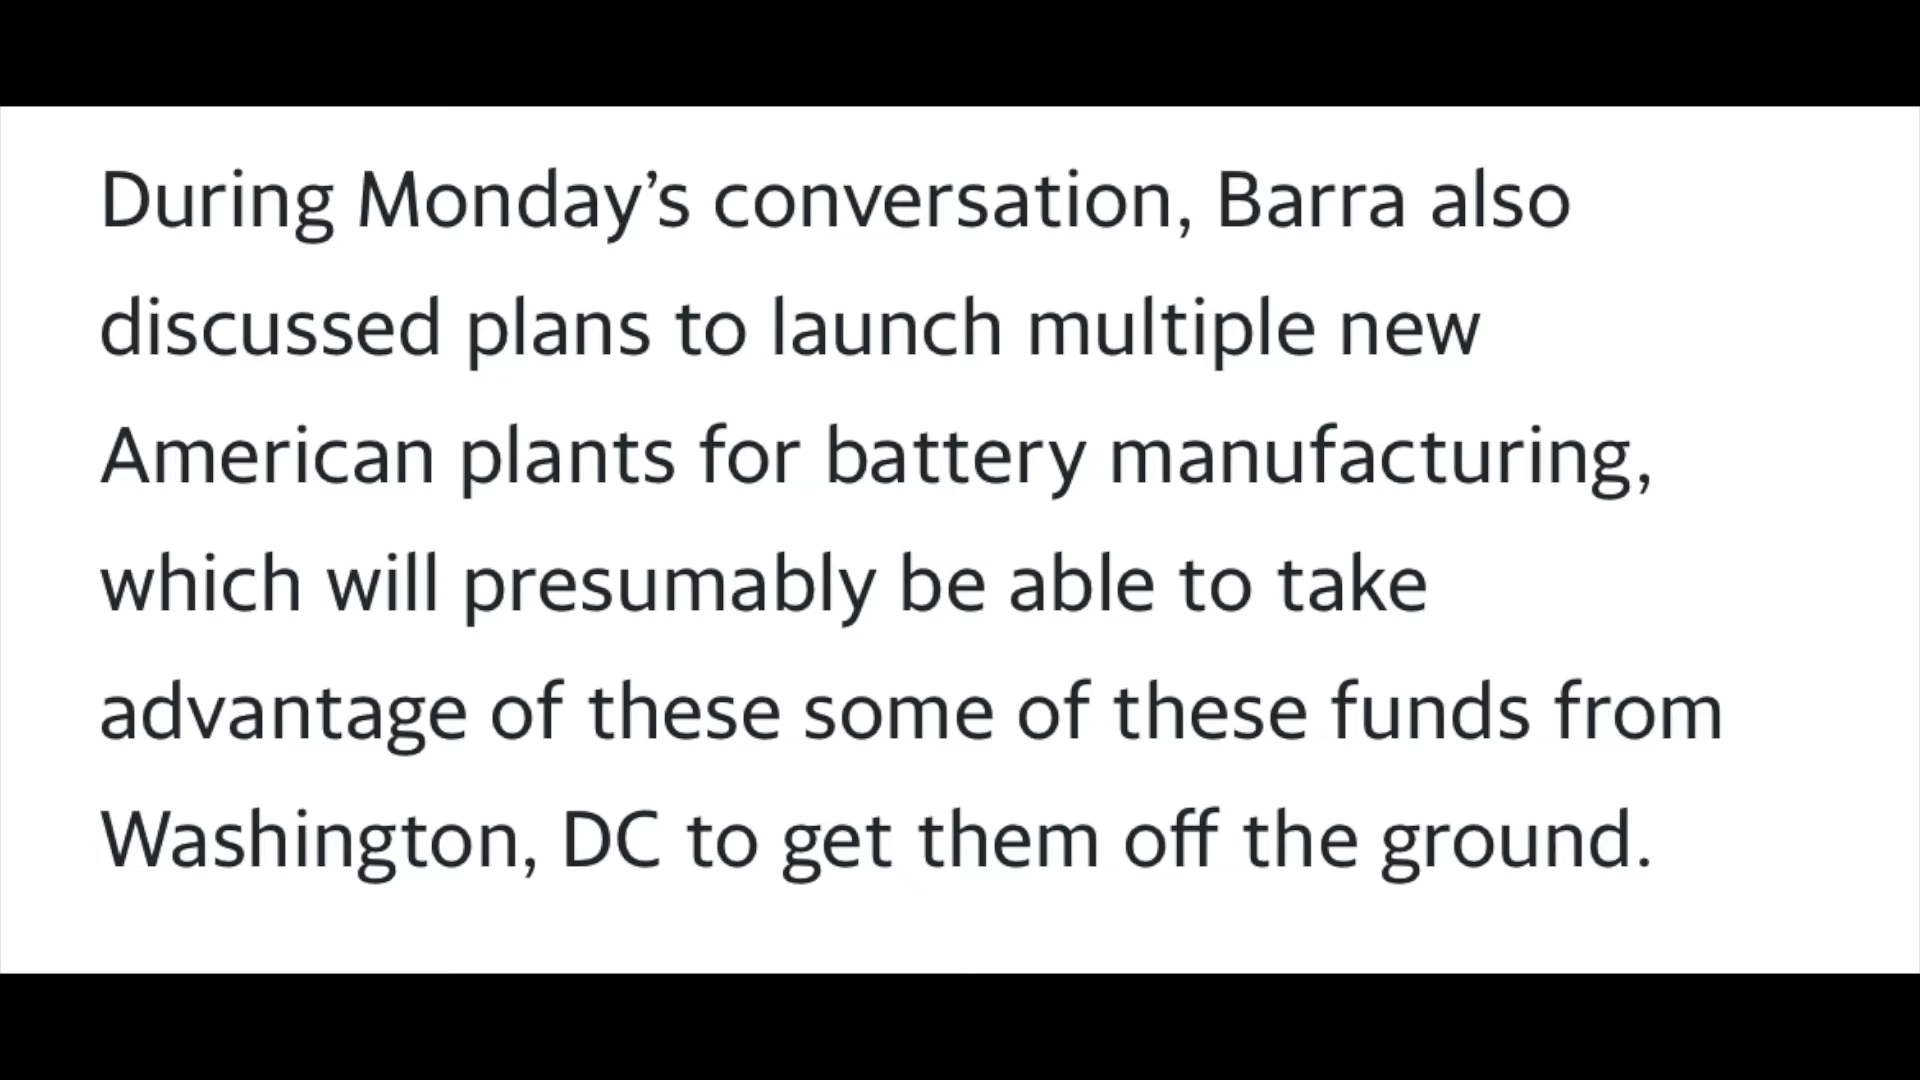 During Monday’s conversation, Barra also
discussed plans to launch multiple new
American plants for battery manufacturing,
which will presumably be able to take
advantage of these some of these funds from
Washington, DC to get them off the ground.